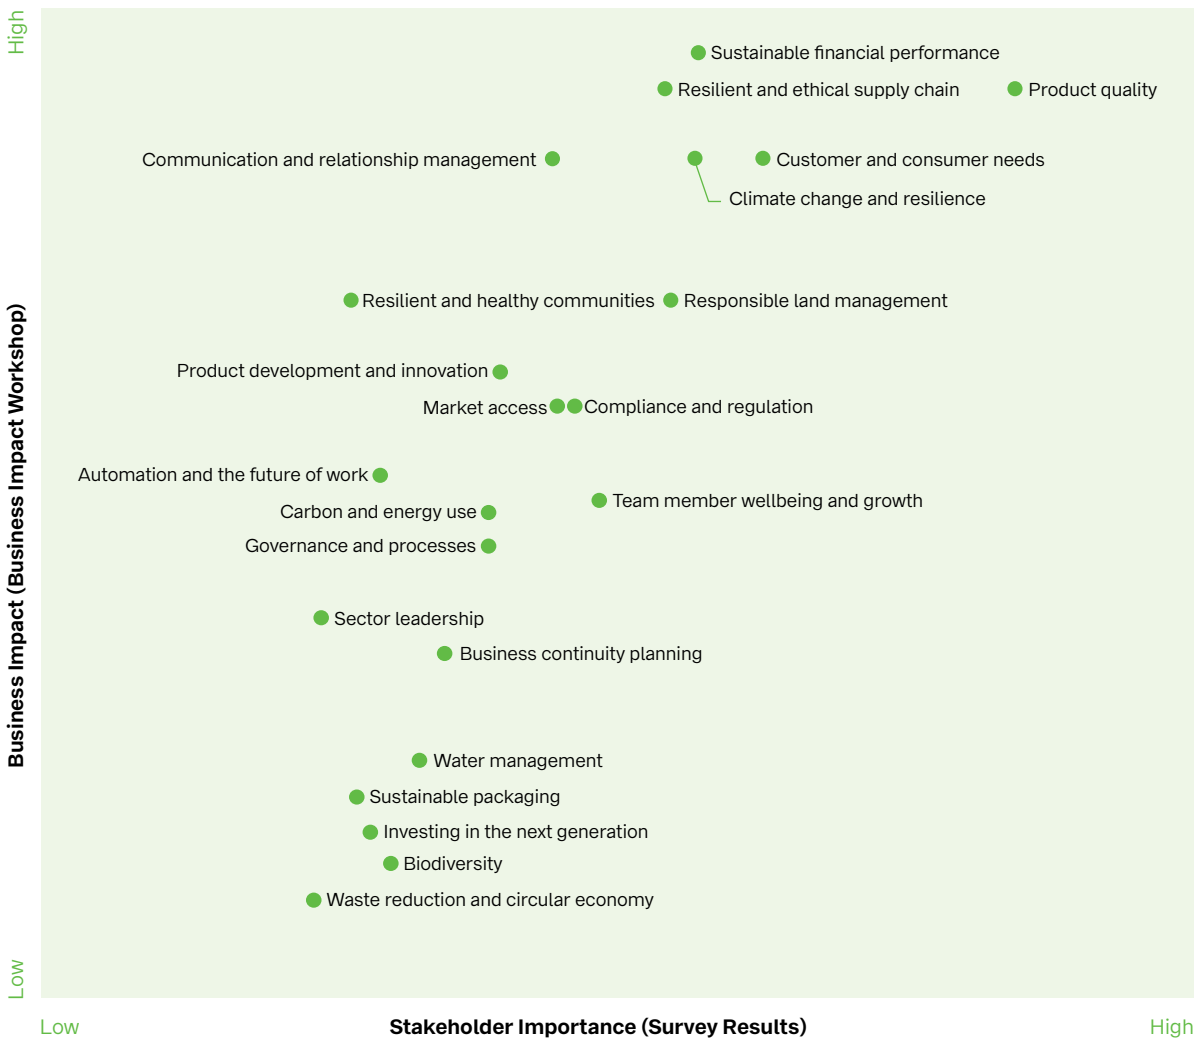 High
Sustainable financial performance
Resilient and ethical supply chain
Product quality
Communication and relationship management
Customer and consumer needs
Climate change and resilience
Resilient and healthy communities
Responsible land management
Product development and innovation
Market access
Compliance and regulation
Automation and the future of work
Team member wellbeing and growth
Carbon and energy use
Governance and processes
Sector leadership
Business continuity planning
Water management
Sustainable packaging
Investing in the next generation
Biodiversity
Waste reduction and circular economy
Business Impact (Business Impact Workshop)
Low
Low
Stakeholder Importance (Survey Results)
High